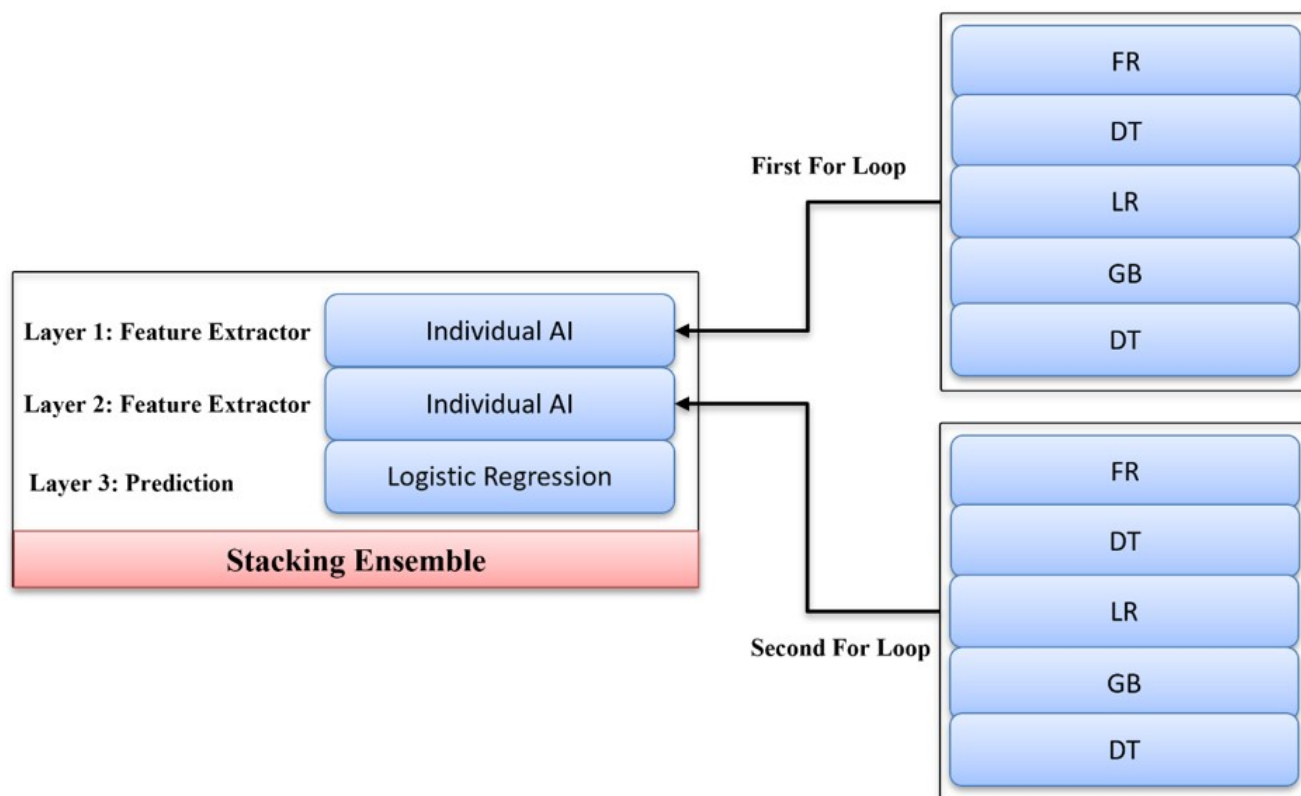 FR
DT
First For Loop
LR
GB
DT
Layer 1: Feature Extractor
Individual AI
Layer 2: Feature Extractor
Individual AI
Layer 3: Prediction
Logistic Regression
Stacking Ensemble
FR
DT
LR
Second For Loop
GB
DT